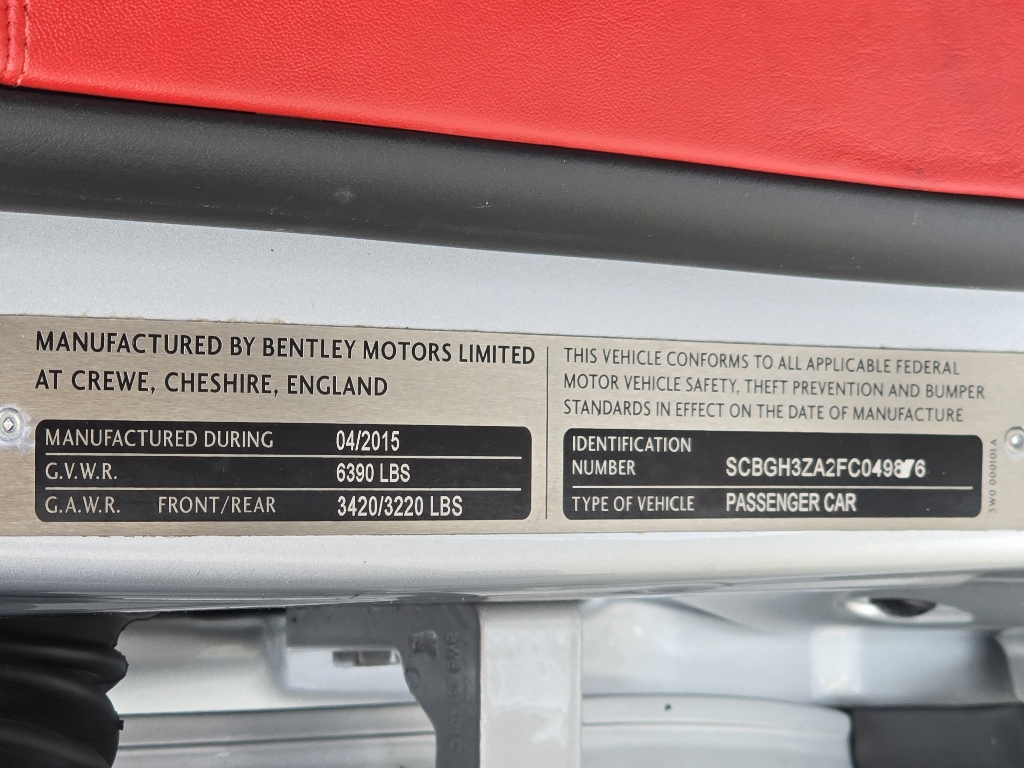 MANUFACTURED BY BENTLEY MOTORS LIMITED
AT CREWE, CHESHIRE, ENGLAND
MANUFACTURED DURING 04/2015
G.V.W.R. 6390 LBS
G.A.W.R. FRONT/REAR 3420/3220 LBS
THIS VEHICLE CONFORMS TO ALL APPLICABLE FEDERAL
MOTOR VEHICLE SAFETY, THEFT PREVENTION AND BUMPER
STANDARDS IN EFFECT ON THE DATE OF MANUFACTURE
IDENTIFICATION
NUMBER
TYPE OF VEHICLE PASSENGER CAR
3W0 000101A